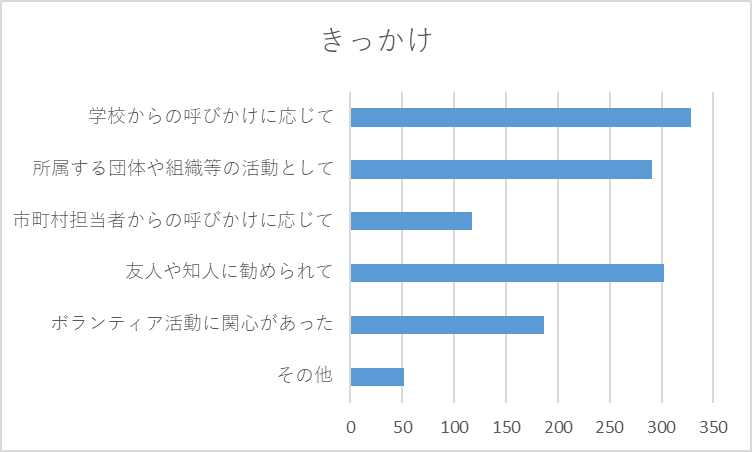 きっかけ
学校からの呼びかけに応じて
所属する団体や組織等の活動として
市町村担当者からの呼びかけに応じて
友人や知人に勧められて
ボランティア活動に関心があった
その他
0 50 100 150 200 250 300 350